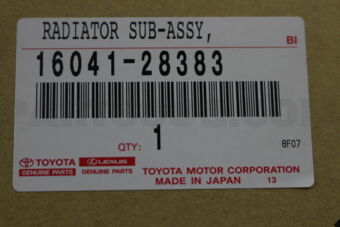 RADIATOR SUB-ASSY,
BI
16041-28383
QTY: 1
8F07
TOYOTA LEXUS
GENUINE PARTS GENUINE PARTS
TOYOTA MOTOR CORPORATION
MADE IN JAPAN 13